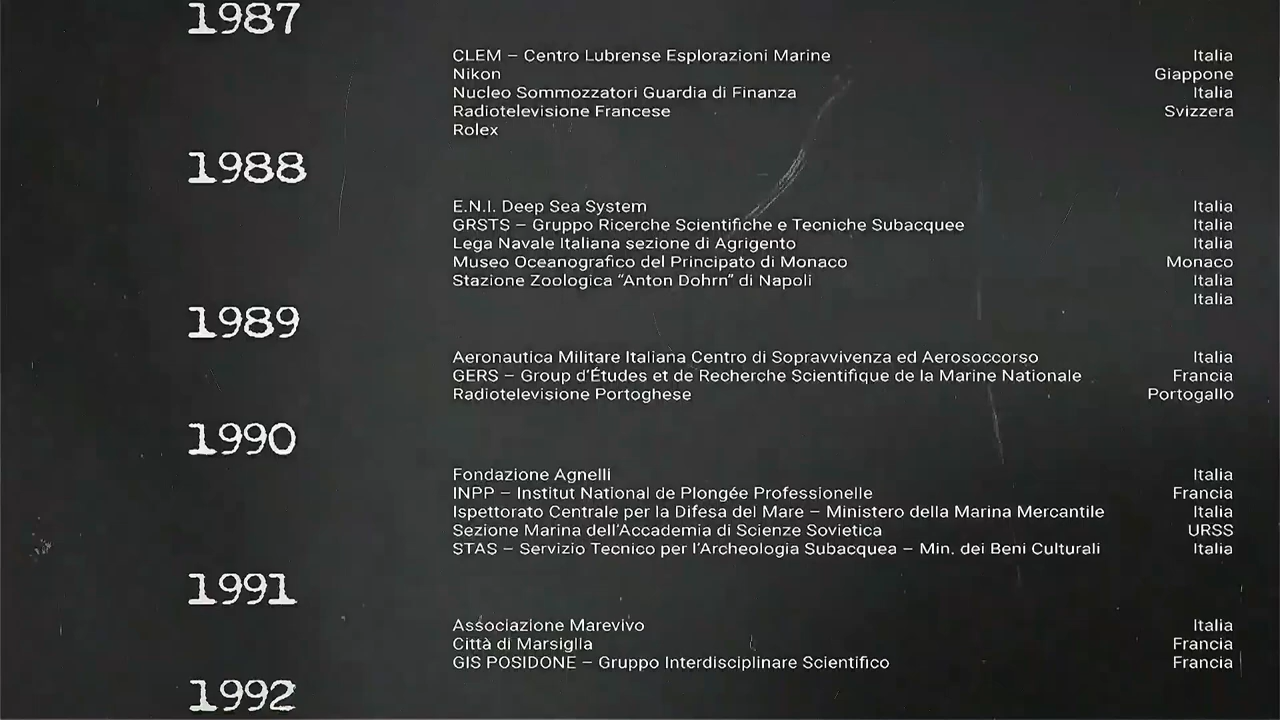 1987
CLEM – Centro Lubrense Esplorazioni Marine Italia
Nikon Giappone
Nucleo Sommozzatori Guardia di Finanza Italia
Radiotelevisione Francese Svizzera
Rolex
1988
E.N.I. Deep Sea System Italia
GRSTS – Gruppo Ricerche Scientifiche e Tecniche Subacquee Italia
Lega Navale Italiana sezione di Agrigento Italia
Museo Oceanografico del Principato di Monaco Monaco
Stazione Zoologica “Anton Dohrn” di Napoli Italia
Italia
1989
Aeronautica Militare Italiana Centro di Sopravvivenza ed Aerosoccorso Italia
GERS – Group d’Études et de Recherche Scientifique de la Marine Nationale Francia
Radiotelevisione Portoghese Portogallo
1990
Fondazione Agnelli Italia
INPP – Institut National de Plongée Professionelle Francia
Ispettorato Centrale per la Difesa del Mare – Ministero della Marina Mercantile Italia
Sezione Marina dell’Accademia di Scienze Sovietica URSS
STAS – Servizio Tecnico per l’Archeologia Subacquea – Min. dei Beni Culturali Italia
1991
Associazione Marevivo Italia
Città di Marsiglia Francia
GIS POSIDONE – Gruppo Interdisciplinare Scientifico Francia
1992